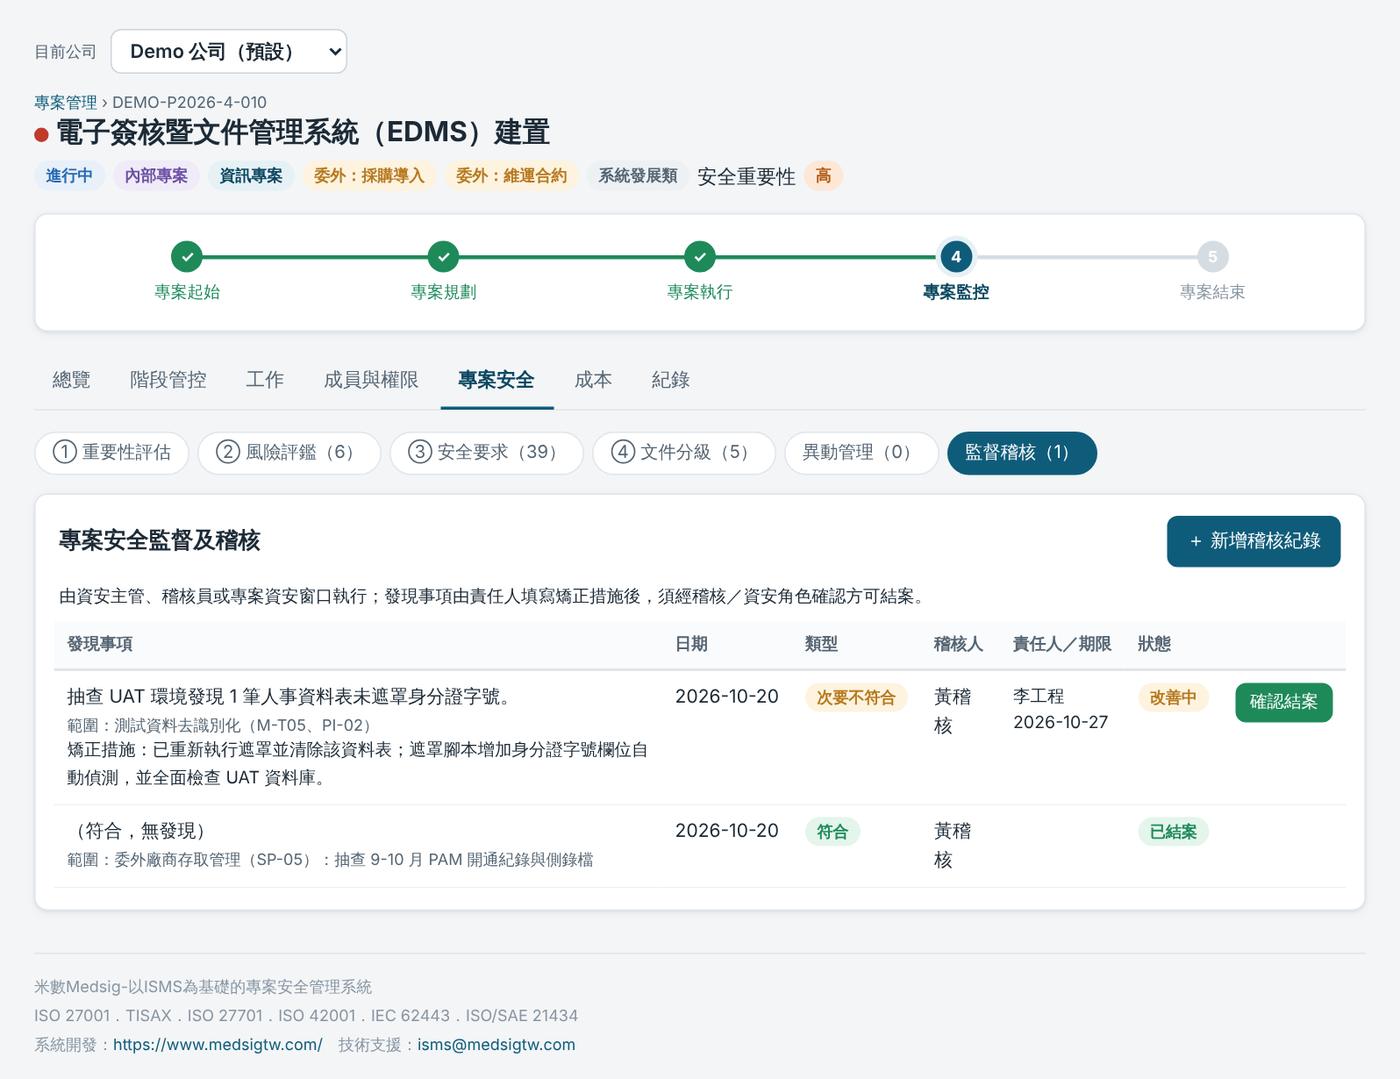 目前公司 Demo 公司（預設）
專案管理 › DEMO-P2026-4-010
電子簽核暨文件管理系統（EDMS）建置
進行中 內部專案 資訊專案 委外：採購導入 委外：維運合約 系統發展類 安全重要性 高
4 5
專案起始 專案規劃 專案執行 專案監控 專案結束
總覽 階段管控 工作 成員與權限 專案安全 成本 紀錄
① 重要性評估 ② 風險評鑑（6） ③ 安全要求（39） ④ 文件分級（5） 異動管理（0） 監督稽核（1）
專案安全監督及稽核 ＋ 新增稽核紀錄
由資安主管、稽核員或專案資安窗口執行；發現事項由責任人填寫矯正措施後，須經稽核／資安角色確認方可結案。
發現事項 日期 類型 稽核人 責任人／期限 狀態
抽查 UAT 環境發現 1 筆人事資料表未遮罩身分證字號。 2026-10-20 次要不符合 黃稽 李工程 改善中 確認結案
範圍：測試資料去識別化（M-T05、PI-02） 核 2026-10-27
矯正措施：已重新執行遮罩並清除該資料表；遮罩腳本增加身分證字號欄位自
動偵測，並全面檢查 UAT 資料庫。
（符合，無發現） 2026-10-20 符合 黃稽 已結案
範圍：委外廠商存取管理（SP-05）：抽查 9-10 月 PAM 開通紀錄與側錄檔 核
米數Medsig-以ISMS為基礎的專案安全管理系統
ISO 27001．TISAX．ISO 27701．ISO 42001．IEC 62443．ISO/SAE 21434
系統開發：https://www.medsigtw.com/ 技術支援：isms@medsigtw.com